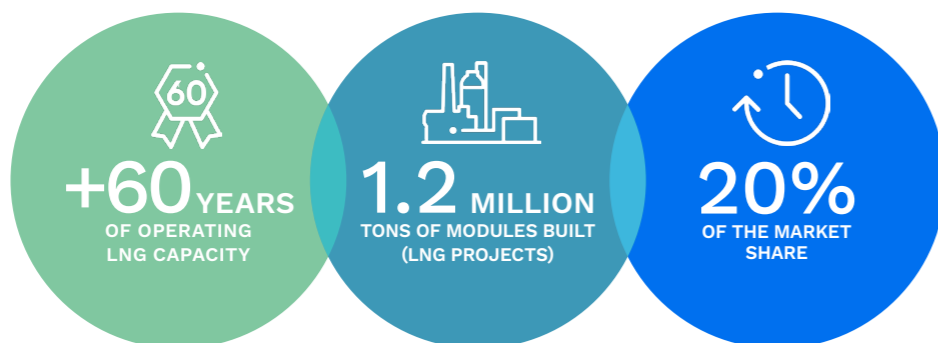 60
+60 YEARS
OF OPERATING
LNG CAPACITY
1.2 MILLION
TONS OF MODULES BUILT
(LNG PROJECTS)
20%
OF THE MARKET
SHARE